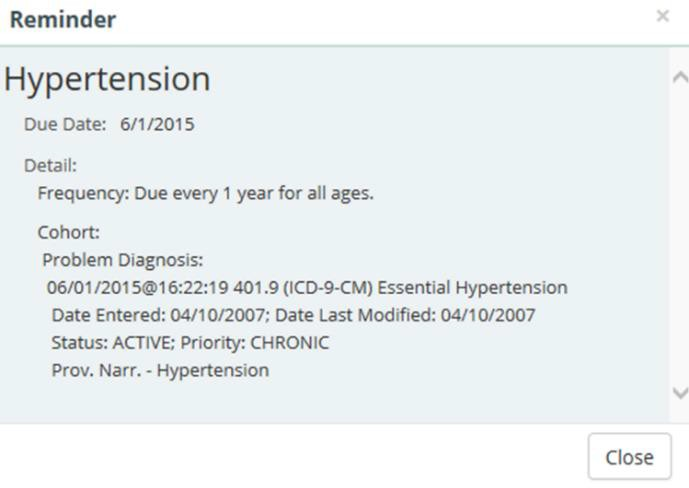 Reminder
×
Hypertension
Due Date: 6/1/2015
Detail:
Frequency: Due every 1 year for all ages.
Cohort:
Problem Diagnosis:
06/01/2015@16:22:19 401.9 (ICD-9-CM) Essential Hypertension
Date Entered: 04/10/2007; Date Last Modified: 04/10/2007
Status: ACTIVE; Priority: CHRONIC
Prov. Narr. - Hypertension
Close